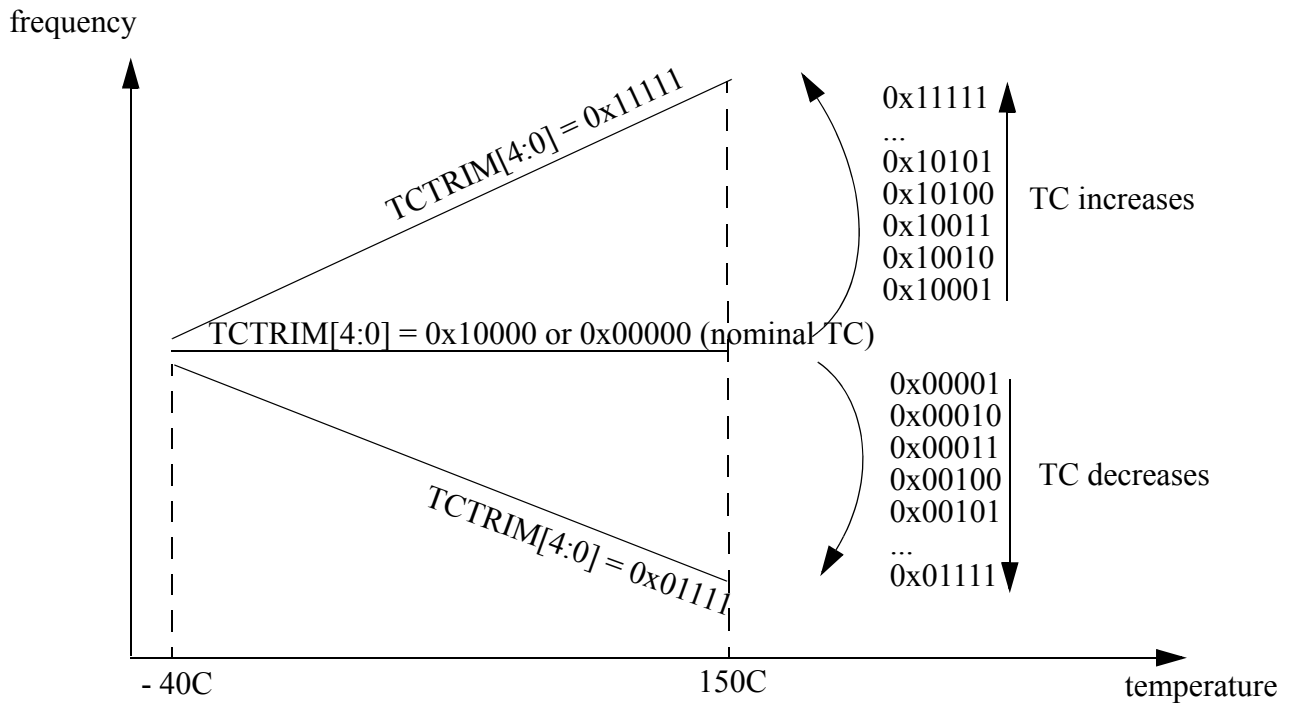 frequency
TCTRIM[4:0] = 0x11111
0x11111
...
0x10101
0x10100
0x10011
0x10010
0x10001
TC increases
TCTRIM[4:0] = 0x10000 or 0x00000 (nominal TC)
0x00001
0x00010
0x00011
0x00100
0x00101
...
0x01111
TC decreases
TCTRIM[4:0] = 0x01111
- 40C
150C
temperature